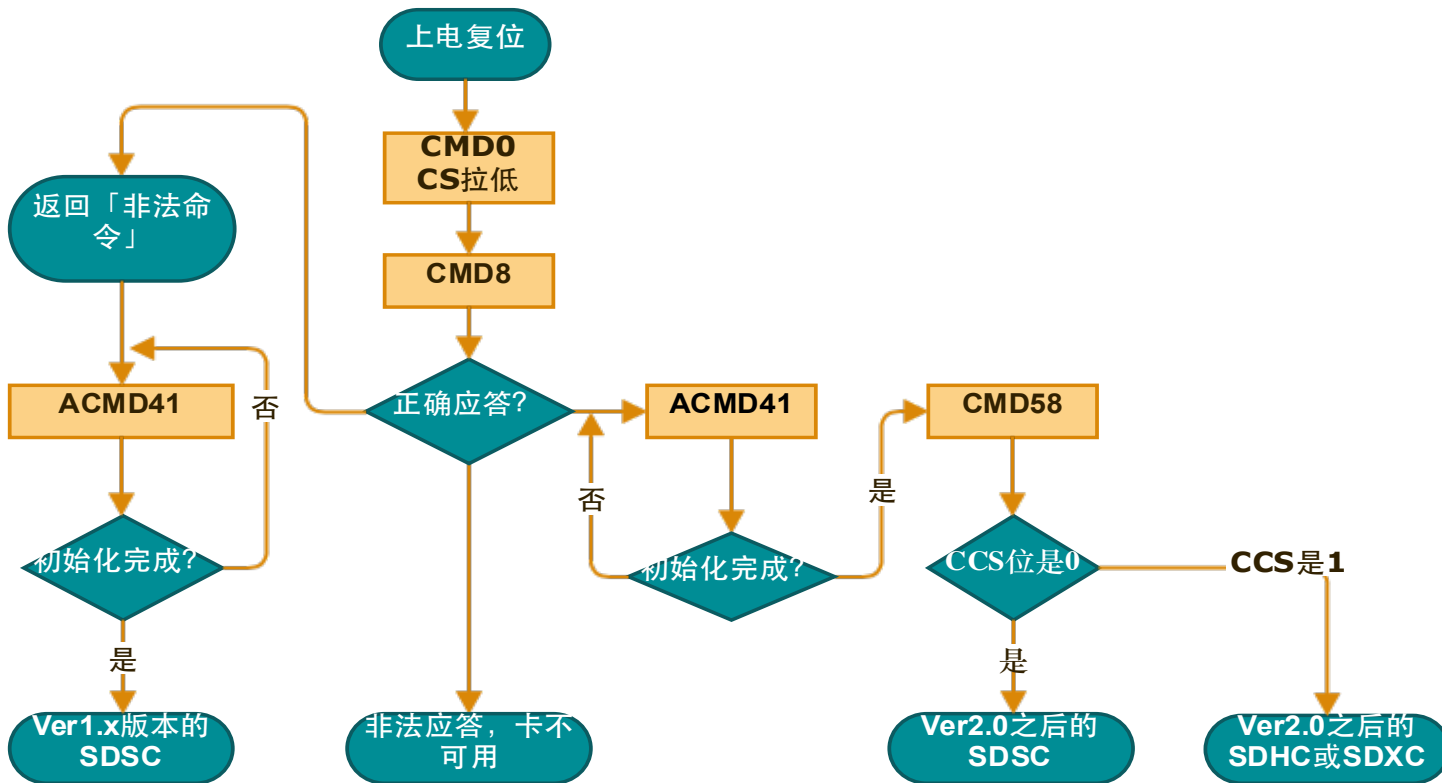 上电复位
CMD0
CS拉低
返回「非法命
令」
CMD8
ACMD41
否
正确应答?
ACMD41
CMD58
否
是
初始化完成?
初始化完成?
CCS位是0
CCS是1
是
是
Ver1.x版本的
SDSC
非法应答，卡不
可用
Ver2.0之后的
SDSC
Ver2.0之后的
SDHC或SDXC